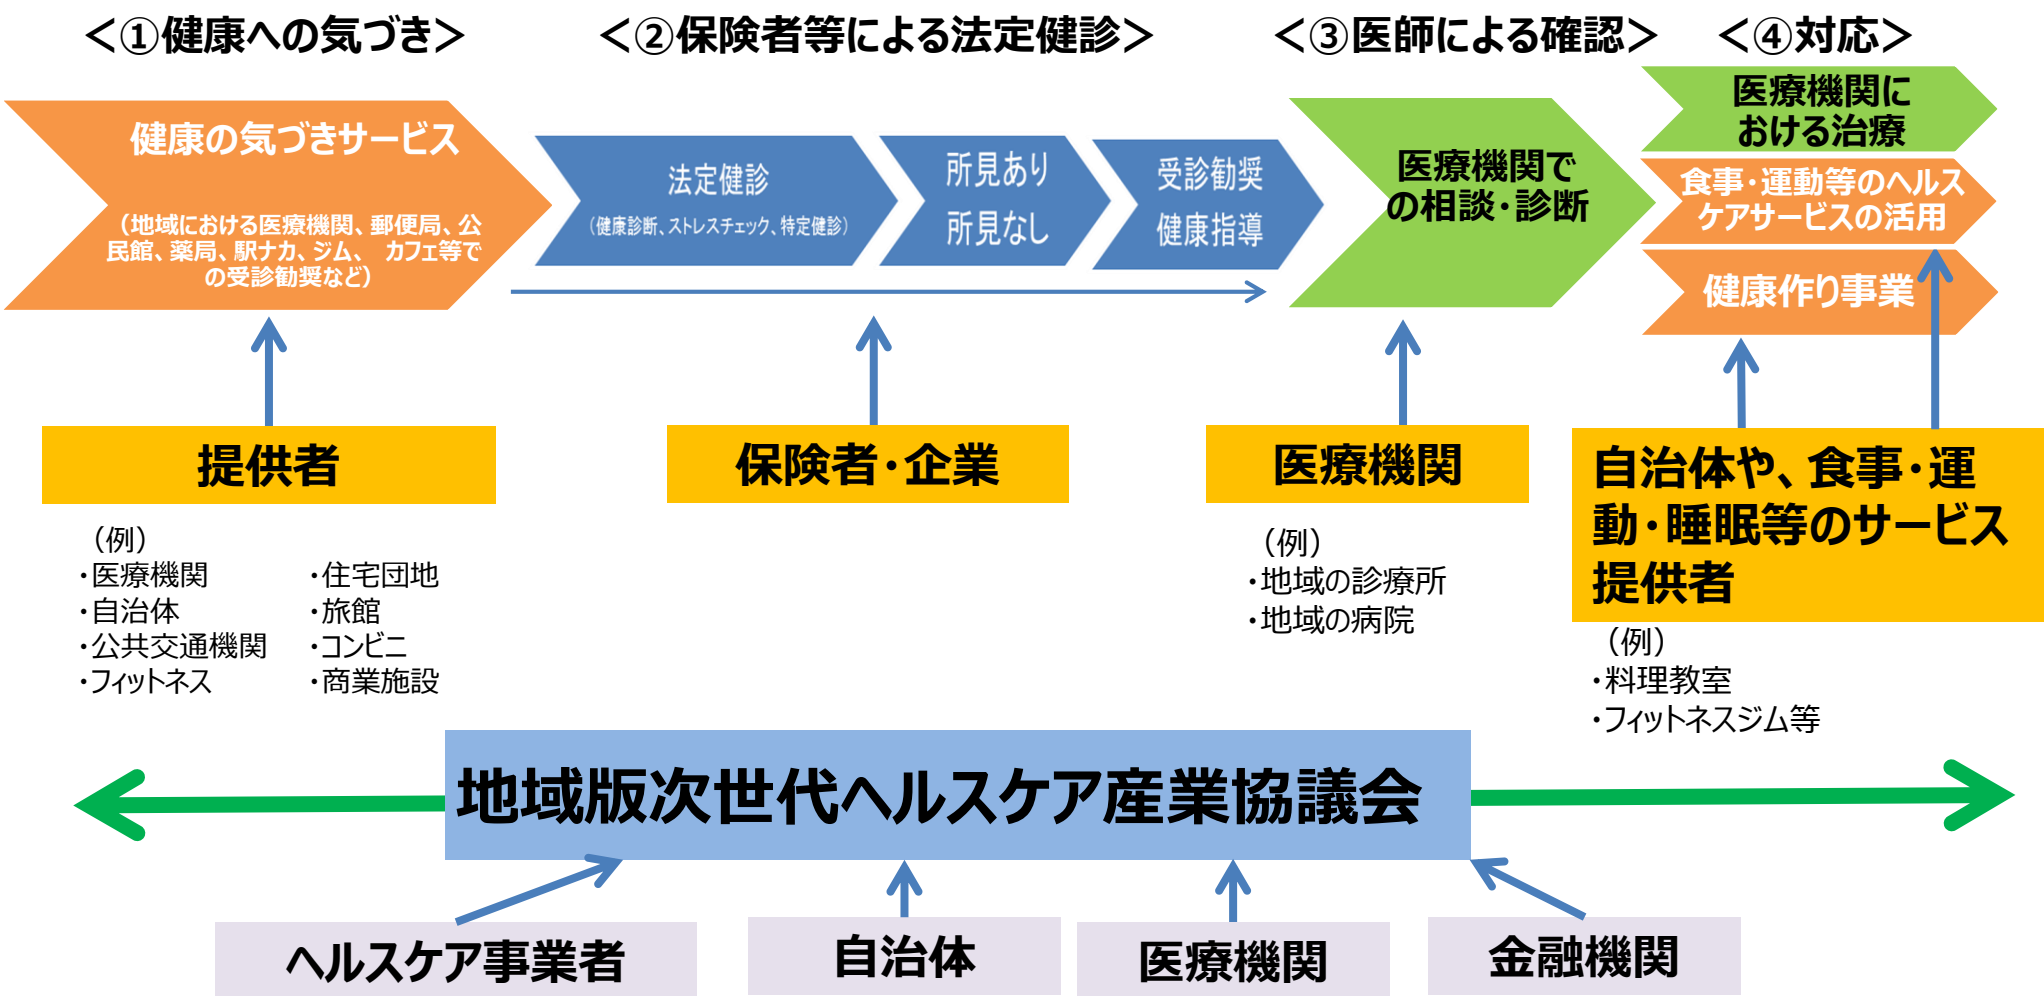 ＜①健康への気づき＞
＜②保険者等による法定健診＞
＜③医師による確認＞
＜④対応＞
健康の気づきサービス
（地域における医療機関、郵便局、公
民館、薬局、駅ナカ、ジム、　カフェ等で
の受診勧奨など）
法定健診
（健康診断、ストレスチェック、特定健診）
所見あり
所見なし
受診勧奨
健康指導
医療機関で
の相談・診断
医療機関に
おける治療
食事・運動等のヘルス
ケアサービスの活用
健康作り事業
提供者
（例）
・医療機関
・自治体
・公共交通機関
・フィットネス
・住宅団地
・旅館
・コンビニ
・商業施設
保険者・企業
医療機関
（例）
・地域の診療所
・地域の病院
自治体や、食事・運
動・睡眠等のサービス
提供者
（例）
・料理教室
・フィットネスジム等
地域版次世代ヘルスケア産業協議会
ヘルスケア事業者
自治体
医療機関
金融機関